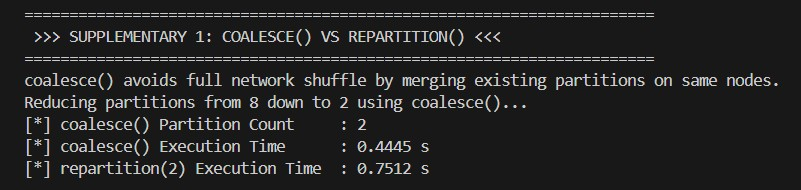 ======================================================================
>>> SUPPLEMENTARY 1: COALESCE() VS REPARTITION() <<<
======================================================================
coalesce() avoids full network shuffle by merging existing partitions on same nodes.
Reducing partitions from 8 down to 2 using coalesce()...
[*] coalesce() Partition Count     : 2
[*] coalesce() Execution Time      : 0.4445 s
[*] repartition(2) Execution Time  : 0.7512 s